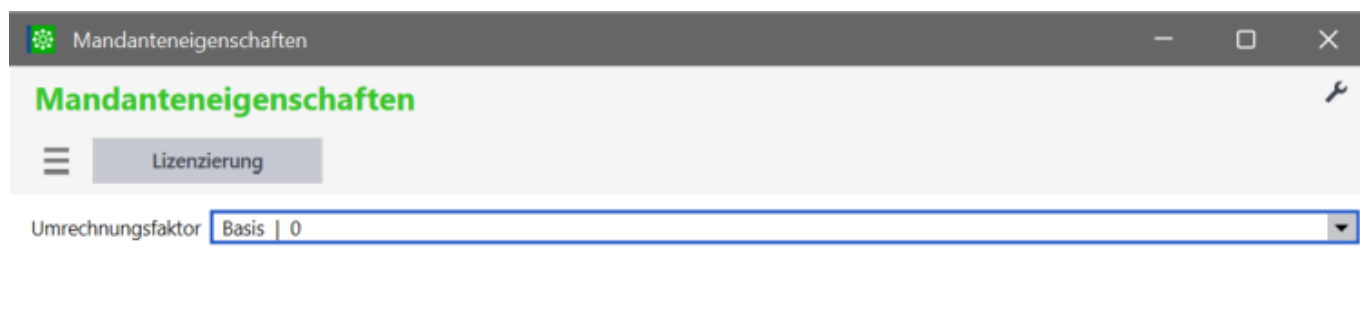 Mandanteneigenschaften
Mandanteneigenschaften
Lizenzierung
Umrechnungsfaktor Basis | 0